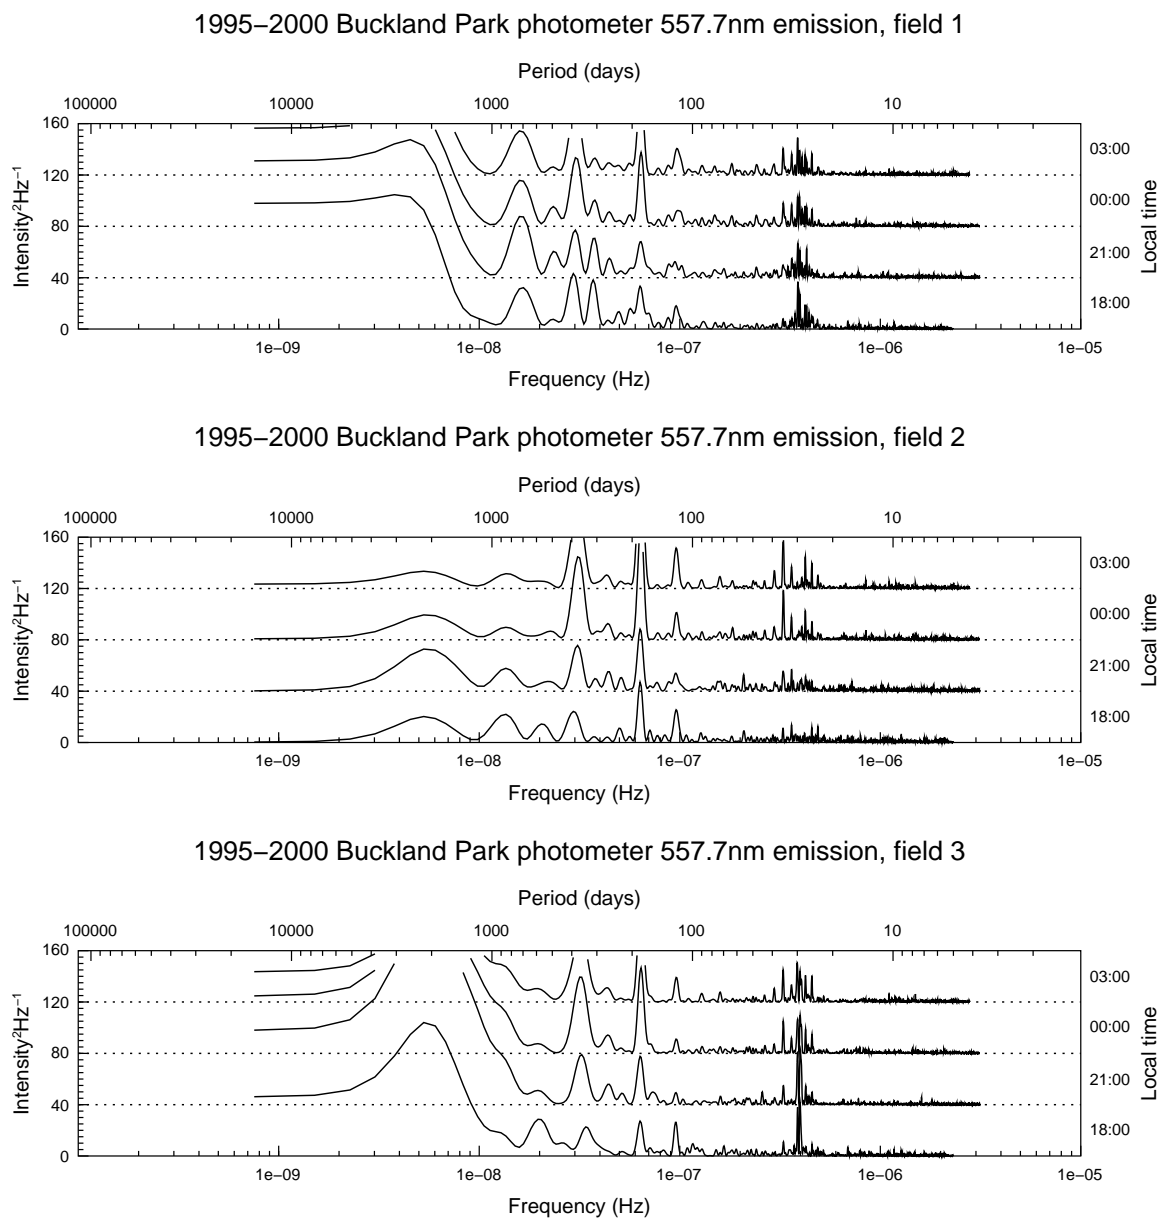 1995−2000 Buckland Park photometer 557.7nm emission, field 1
Period (days)
100000 10000 1000 100 10
160
120
80
40
0
Intensity²Hz⁻¹
03:00
00:00
21:00
18:00
Local time
1e−09 1e−08 1e−07 1e−06 1e−05
Frequency (Hz)
1995−2000 Buckland Park photometer 557.7nm emission, field 2
Period (days)
100000 10000 1000 100 10
160
120
80
40
0
Intensity²Hz⁻¹
03:00
00:00
21:00
18:00
Local time
1e−09 1e−08 1e−07 1e−06 1e−05
Frequency (Hz)
1995−2000 Buckland Park photometer 557.7nm emission, field 3
Period (days)
100000 10000 1000 100 10
160
120
80
40
0
Intensity²Hz⁻¹
03:00
00:00
21:00
18:00
Local time
1e−09 1e−08 1e−07 1e−06 1e−05
Frequency (Hz)